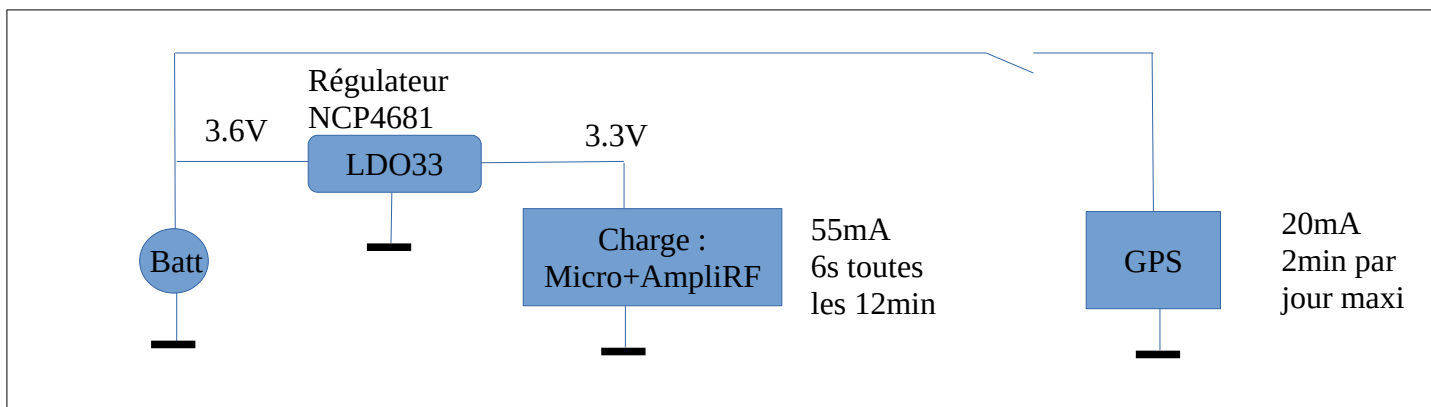 Régulateur
NCP4681
3.6V
3.3V
LDO33
Batt
Charge :
Micro+AmpliRF
55mA
6s toutes
les 12min
GPS
20mA
2min par
jour maxi